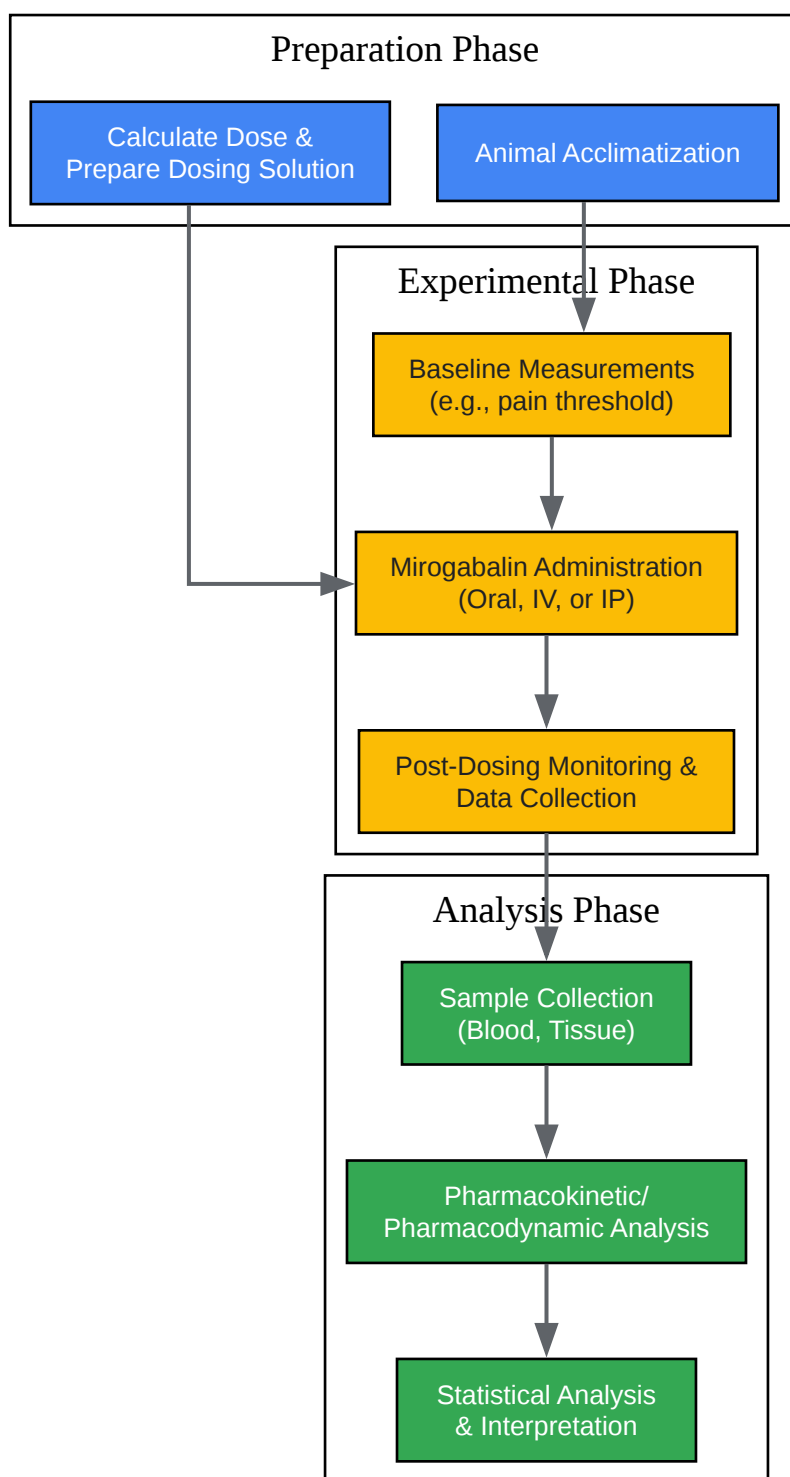 Preparation Phase
Calculate Dose &
Prepare Dosing Solution
Animal Acclimatization
Experimental Phase
Baseline Measurements
(e.g., pain threshold)
Mirogabalin Administration
(Oral, IV, or IP)
Post-Dosing Monitoring &
Data Collection
Analysis Phase
Sample Collection
(Blood, Tissue)
Pharmacokinetic/
Pharmacodynamic Analysis
Statistical Analysis
& Interpretation